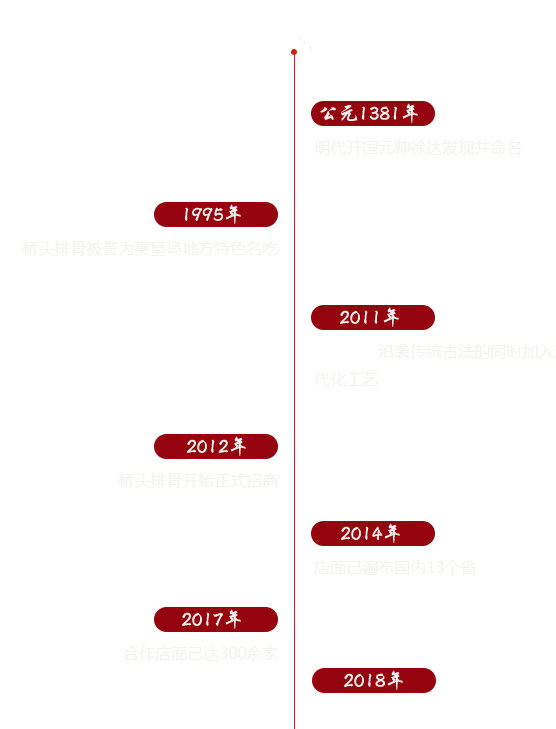 公元1381年
明代开国元帅徐达发现并命名
1995年
桥头排骨被誉为秦皇岛地方特色名吃
2011年
沿袭传统古法的同时加入
代化工艺
2012年
桥头排骨开始正式招商
2014年
店面已遍布国内13个省
2017年
合作店面已达300余家
2018年